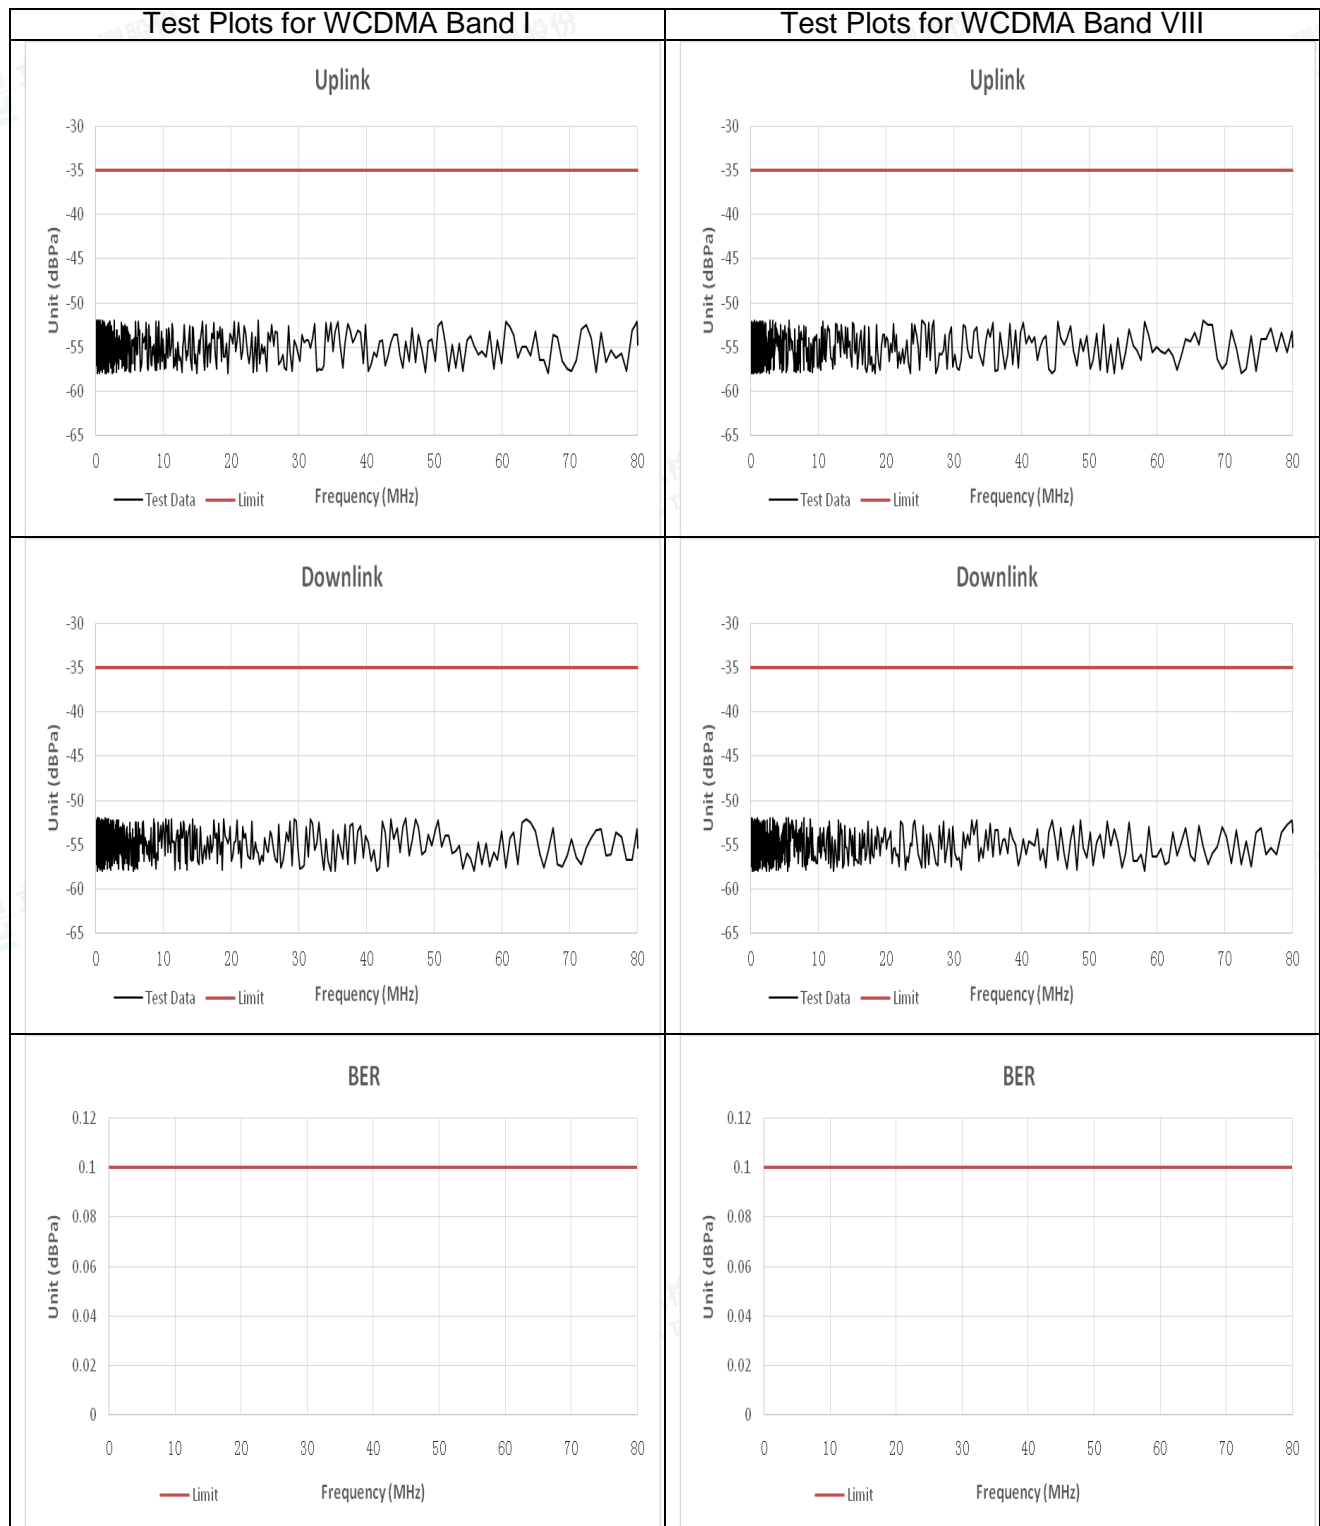 Test Plots for WCDMA Band I
Test Plots for WCDMA Band VIII
Uplink
-30
-35
-40
-45
-50
-55
-60
-65
Unit (dBPa)
0 10 20 30 40 50 60 70 80
Test Data Limit Frequency (MHz)
Uplink
-30
-35
-40
-45
-50
-55
-60
-65
Unit (dBPa)
0 10 20 30 40 50 60 70 80
Test Data Limit Frequency (MHz)
Downlink
-30
-35
-40
-45
-50
-55
-60
-65
Unit (dBPa)
0 10 20 30 40 50 60 70 80
Test Data Limit Frequency (MHz)
Downlink
-30
-35
-40
-45
-50
-55
-60
-65
Unit (dBPa)
0 10 20 30 40 50 60 70 80
Test Data Limit Frequency (MHz)
BER
0.12
0.1
0.08
0.06
0.04
0.02
0
Unit (dBPa)
0 10 20 30 40 50 60 70 80
Limit Frequency (MHz)
BER
0.12
0.1
0.08
0.06
0.04
0.02
0
Unit (dBPa)
0 10 20 30 40 50 60 70 80
Limit Frequency (MHz)